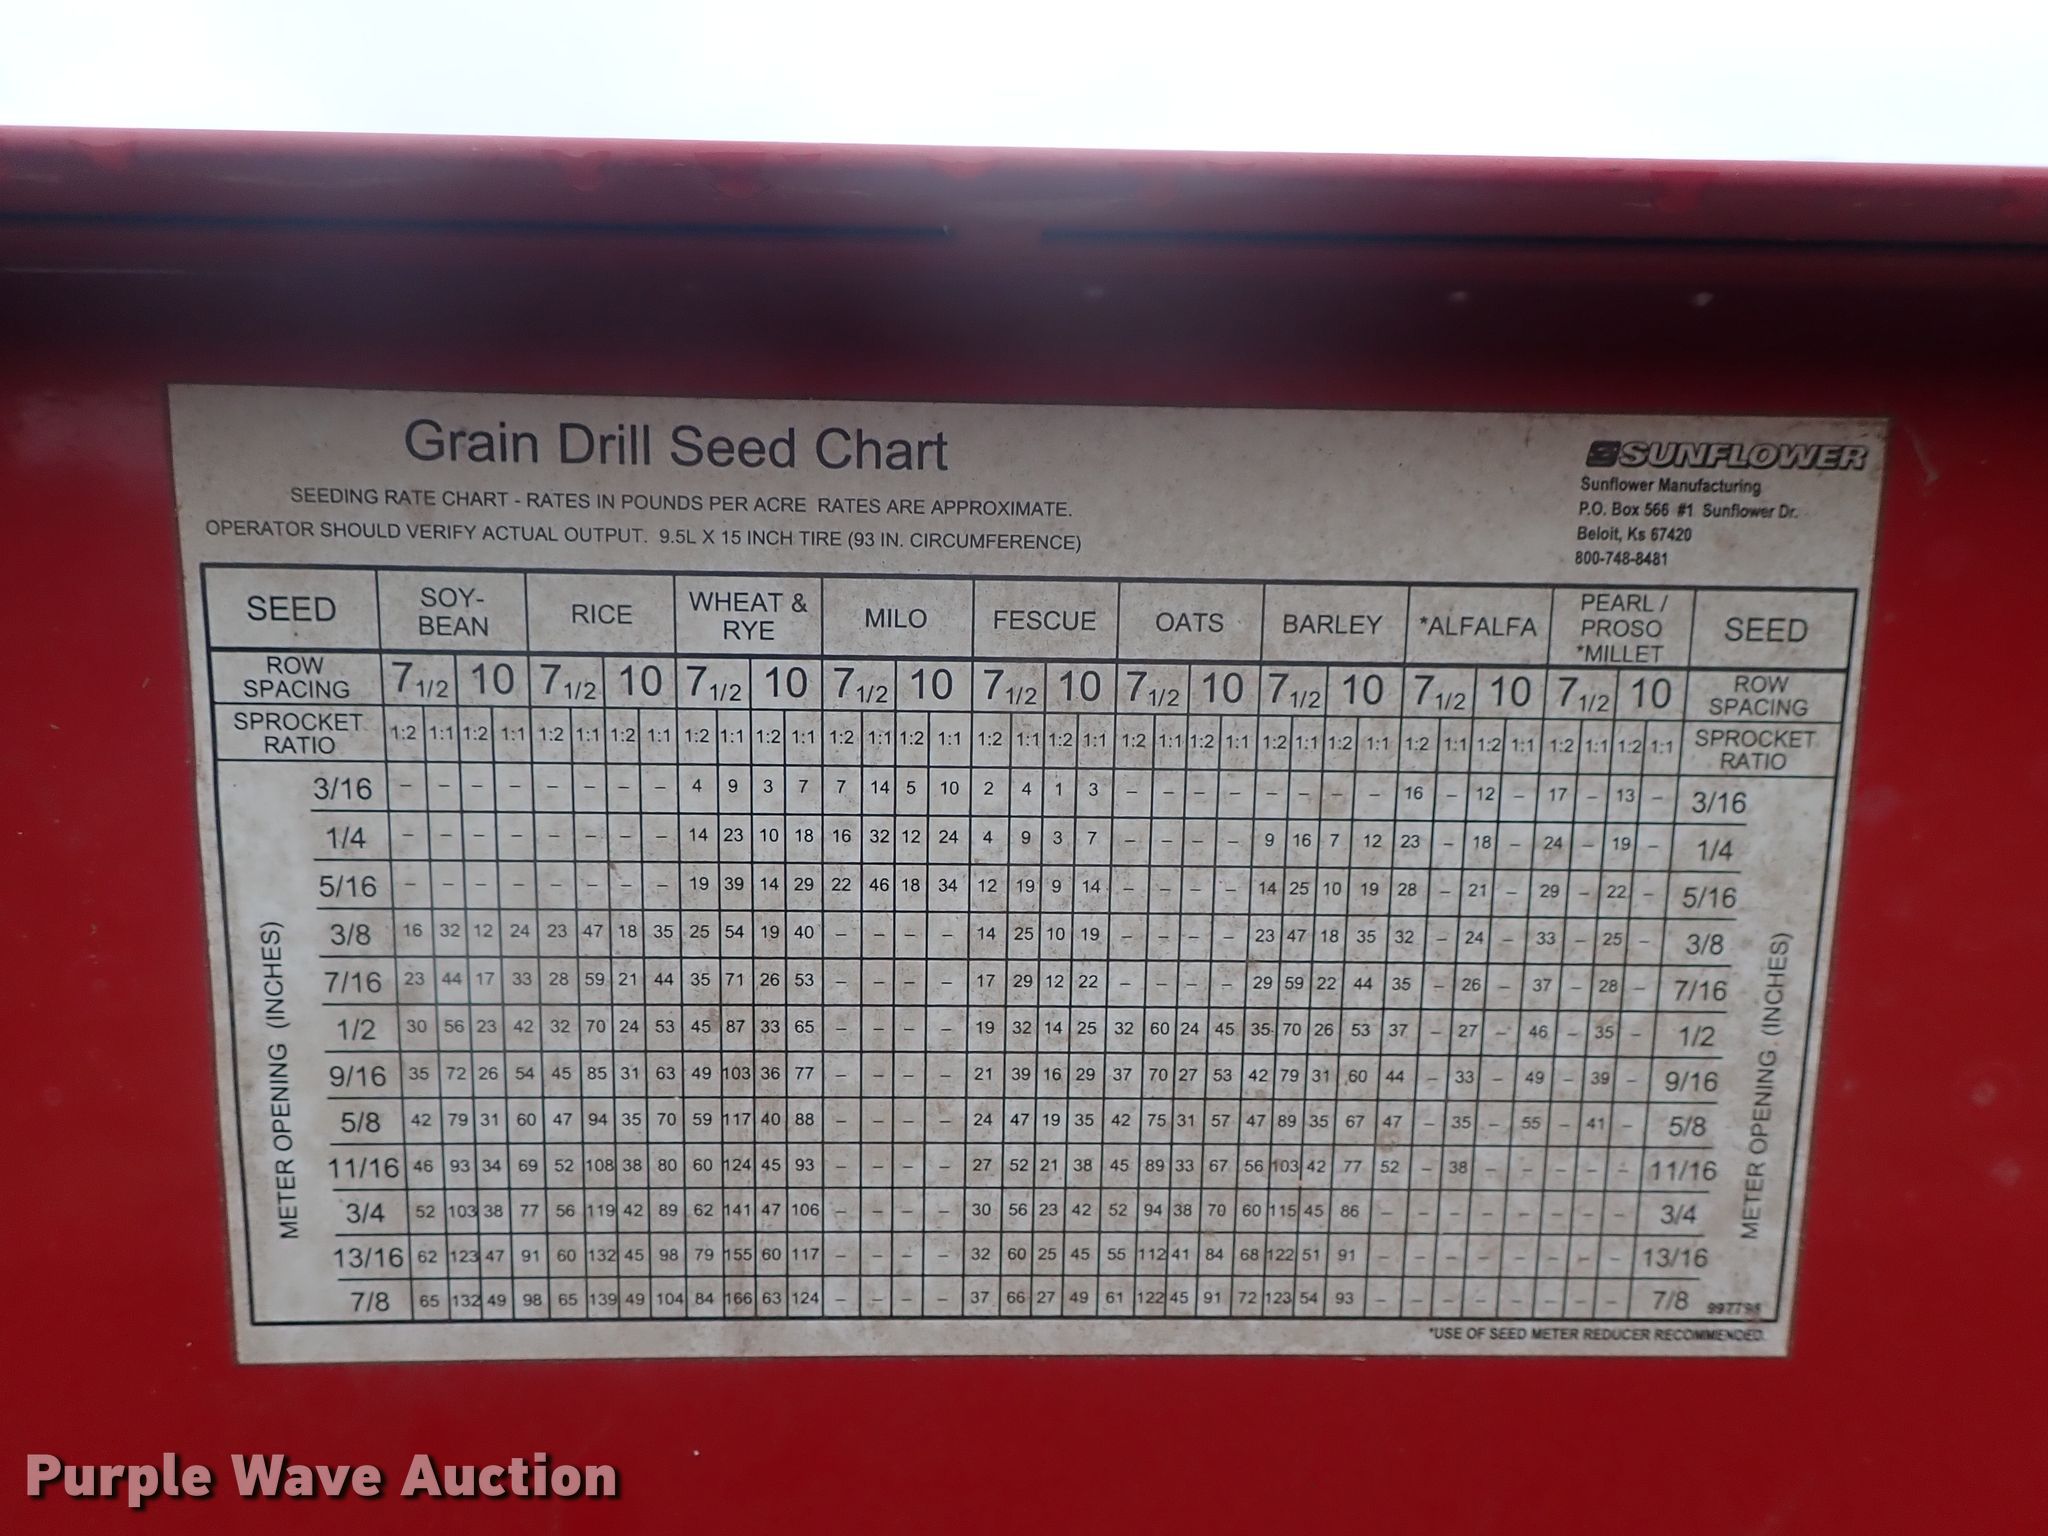 Grain Drill Seed Chart
SEEDING RATE CHART - RATES IN POUNDS PER ACRE RATES ARE APPROXIMATE.
OPERATOR SHOULD VERIFY ACTUAL OUTPUT. 9.5L X 15 INCH TIRE (93 IN. CIRCUMFERENCE)
SUNFLOWER
Sunflower Manufacturing
P.O. Box 566 #1 Sunflower Dr.
Beloit, Ks 67420
800-748-8481
SEED SOY-BEAN RICE WHEAT & RYE MILO FESCUE OATS BARLEY *ALFALFA PEARL / PROSO *MILLET SEED
ROW SPACING 7 1/2 10 7 1/2 10 7 1/2 10 7 1/2 10 7 1/2 10 7 1/2 10 7 1/2 10 7 1/2 10 7 1/2 10 ROW SPACING
SPROCKET RATIO 1:2 1:1 1:2 1:1 1:2 1:1 1:2 1:1 1:2 1:1 1:2 1:1 1:2 1:1 1:2 1:1 1:2 1:1 1:2 1:1 1:2 1:1 1:2 1:1 1:2 1:1 1:2 1:1 1:2 1:1 1:2 1:1 1:2 1:1 1:2 1:1 SPROCKET RATIO
METER OPENING (INCHES)
3/16 – – – – – – – – 4 9 3 7 7 14 5 10 2 4 1 3 – – – – – – – – 16 – 12 – 17 – 13 – 3/16
1/4 – – – – – – – – 14 23 10 18 16 32 12 24 4 9 3 7 – – – – 9 16 7 12 23 – 18 – 24 – 19 – 1/4
5/16 – – – – – – – – 19 39 14 29 22 46 18 34 12 19 9 14 – – – – 14 25 10 19 28 – 21 – 29 – 22 – 5/16
3/8 16 32 12 24 23 47 18 35 25 54 19 40 – – – – 14 25 10 19 – – – – 23 47 18 35 32 – 24 – 33 – 25 – 3/8
7/16 23 44 17 33 28 59 21 44 35 71 26 53 – – – – 17 29 12 22 – – – – 29 59 22 44 35 – 26 – 37 – 28 – 7/16
1/2 30 56 23 42 32 70 24 53 45 87 33 65 – – – – 19 32 14 25 32 60 24 45 35 70 26 53 37 – 27 – 46 – 35 – 1/2
9/16 35 72 26 54 45 85 31 63 49 103 36 77 – – – – 21 39 16 29 37 70 27 53 42 79 31 60 44 – 33 – 49 – 39 – 9/16
5/8 42 79 31 60 47 94 35 70 59 117 40 88 – – – – 24 47 19 35 42 75 31 57 47 89 35 67 47 – 35 – 55 – 41 – 5/8
11/16 46 93 34 69 52 108 38 80 60 124 45 93 – – – – 27 52 21 38 45 89 33 67 56 103 42 77 52 – 38 – – – – – 11/16
3/4 52 103 38 77 56 119 42 89 62 141 47 106 – – – – 30 56 23 42 52 94 38 70 60 115 45 86 – – – – – – – – 3/4
13/16 62 123 47 91 60 132 45 98 79 155 60 117 – – – – 32 60 25 45 55 112 41 84 68 122 51 91 – – – – – – – – 13/16
7/8 65 132 49 98 65 139 49 104 84 166 63 124 – – – – 37 66 27 49 61 122 45 91 72 123 54 93 – – – – – – – – 7/8
METER OPENING (INCHES)
*USE OF SEED METER REDUCER RECOMMENDED.
Purple Wave Auction